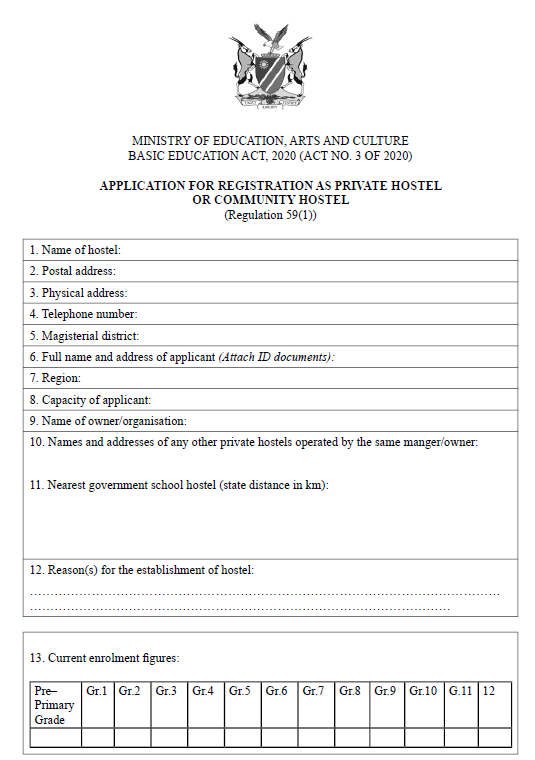 MINISTRY OF EDUCATION, ARTS AND CULTURE
BASIC EDUCATION ACT, 2020 (ACT NO. 3 OF 2020)
APPLICATION FOR REGISTRATION AS PRIVATE HOSTEL
OR COMMUNITY HOSTEL
(Regulation 59(1))
1. Name of hostel:
2. Postal address:
3. Physical address:
4. Telephone number:
5. Magisterial district:
6. Full name and address of applicant (Attach ID documents):
7. Region:
8. Capacity of applicant:
9. Name of owner/organisation:
10. Names and addresses of any other private hostels operated by the same manger/owner:
11. Nearest government school hostel (state distance in km):
12. Reason(s) for the establishment of hostel:
13. Current enrolment figures:
Pre– Gr.1 Gr.2 Gr.3 Gr.4 Gr.5 Gr.6 Gr.7 Gr.8 Gr.9 Gr.10 G.11 12
Primary
Grade